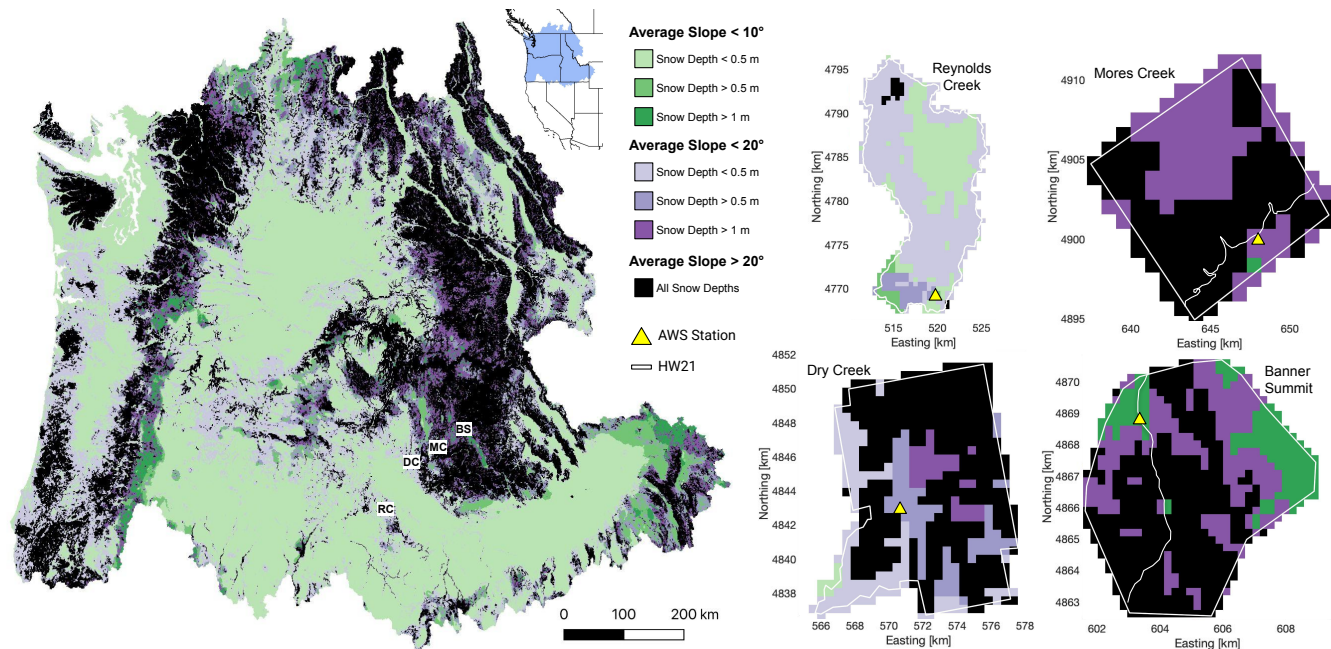 Average Slope < 10°
Snow Depth < 0.5 m
Snow Depth > 0.5 m
Snow Depth > 1 m
Average Slope < 20°
Snow Depth < 0.5 m
Snow Depth > 0.5 m
Snow Depth > 1 m
Average Slope > 20°
All Snow Depths
AWS Station
HW21
BS
MC
DC
RC
0 100 200 km
Reynolds
Creek
Northing [km]
4795
4790
4785
4780
4775
4770
515 520 525
Easting [km]
Mores Creek
Northing [km]
4910
4905
4900
4895
640 645 650
Easting [km]
Dry Creek
Northing [km]
4852
4850
4848
4846
4844
4842
4840
4838
566 568 570 572 574 576 578
Easting [km]
Banner
Summit
Northing [km]
4870
4869
4868
4867
4866
4865
4864
4863
602 604 606 608
Easting [km]